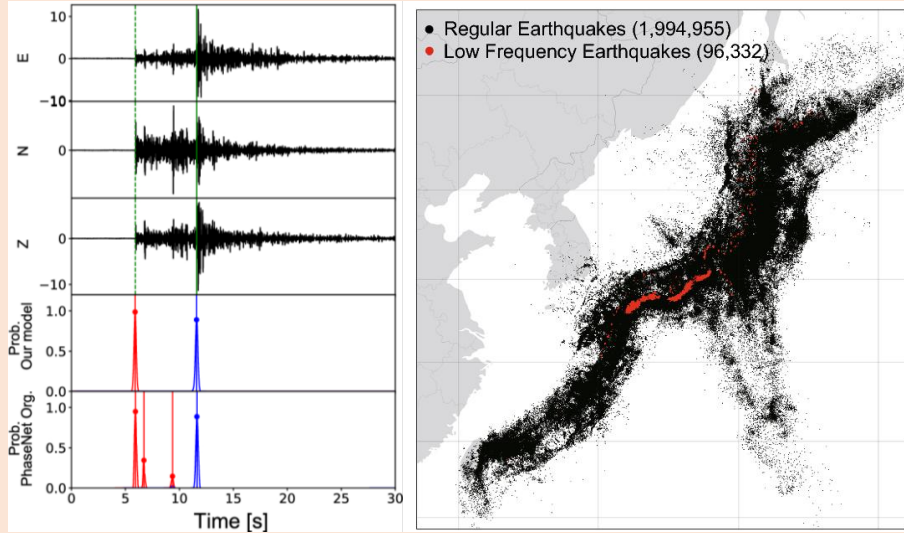 10
0
−10
E
10
0
N
0
−10
Z
1.0
0.5
0.0
Prob.
Our model
1.0
0.5
0.0
Prob.
PhaseNet Org.
0 5 10 15 20 25 30
Time [s]
Regular Earthquakes (1,994,955)
Low Frequency Earthquakes (96,332)